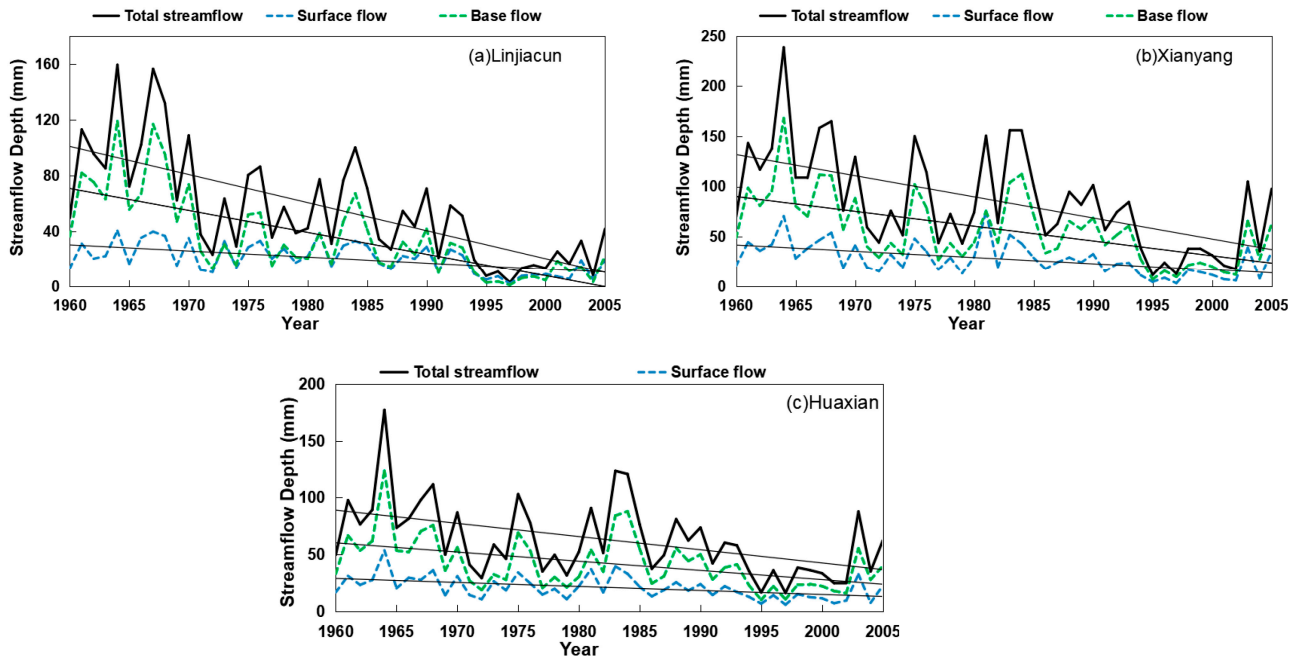 Total streamflow Surface flow Base flow
(a)Linjiacun
Streamflow Depth (mm)
160
120
80
40
0
1960 1965 1970 1975 1980 1985 1990 1995 2000 2005
Year
Total streamflow Surface flow Base flow
(b)Xianyang
Streamflow Depth (mm)
250
200
150
100
50
0
1960 1965 1970 1975 1980 1985 1990 1995 2000 2005
Year
Total streamflow Surface flow
(c)Huaxian
Streamflow Depth (mm)
200
150
100
50
0
1960 1965 1970 1975 1980 1985 1990 1995 2000 2005
Year